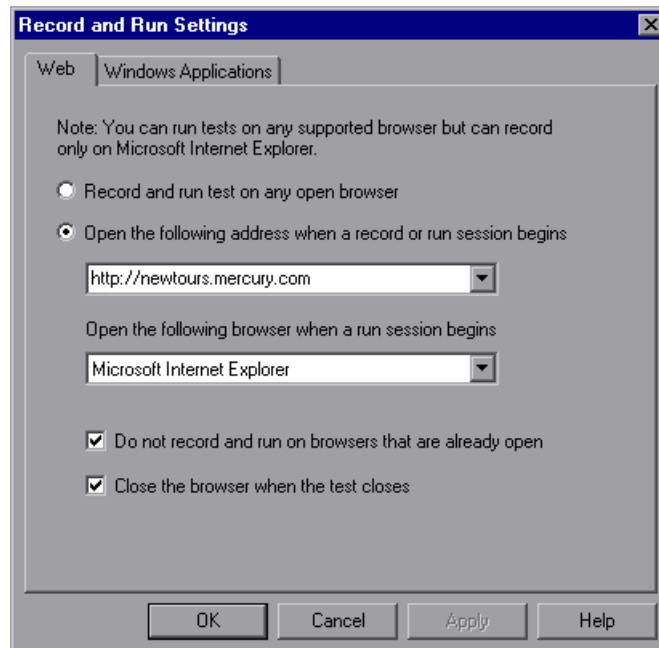 Record and Run Settings
Web
Windows Applications
Note: You can run tests on any supported browser but can record
only on Microsoft Internet Explorer.
Record and run test on any open browser
Open the following address when a record or run session begins
http://newtours.mercury.com
Open the following browser when a run session begins
Microsoft Internet Explorer
Do not record and run on browsers that are already open
Close the browser when the test closes
OK
Cancel
Apply
Help